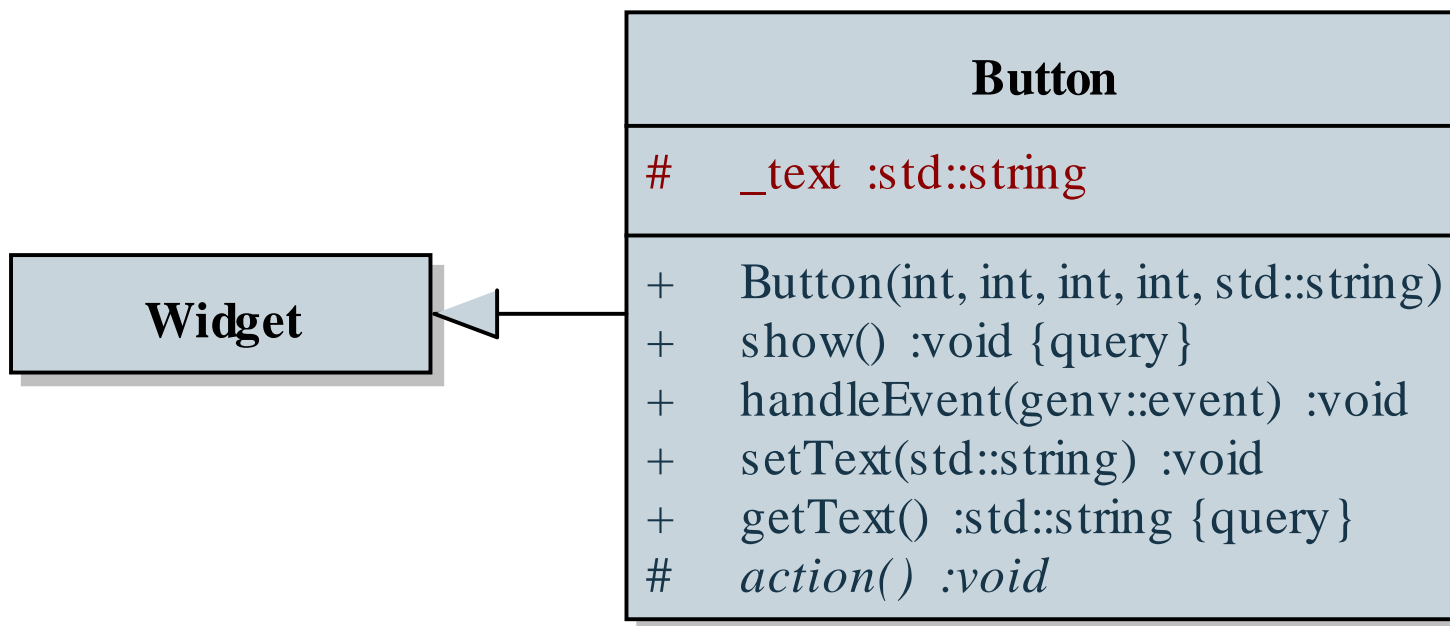 Button
# _text :std::string
Widget
+ Button(int, int, int, int, std::string)
+ show() :void {query}
+ handleEvent(genv::event) :void
+ setText(std::string) :void
+ getText() :std::string {query}
# action() :void